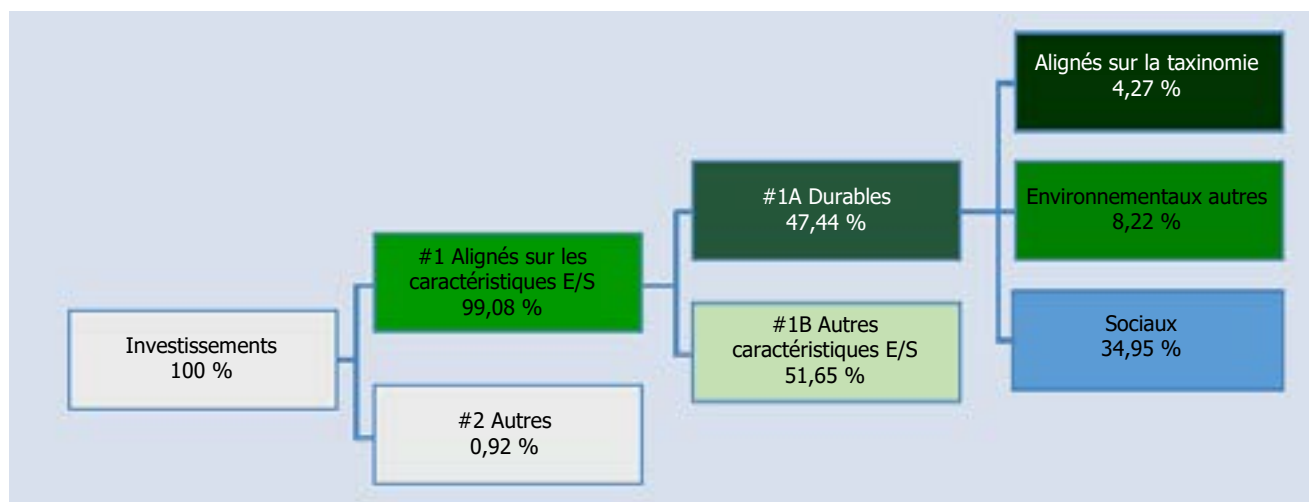 Investissements
100 %
#1 Alignés sur les
caractéristiques E/S
99,08 %
#2 Autres
0,92 %
#1A Durables
47,44 %
#1B Autres
caractéristiques E/S
51,65 %
Alignés sur la taxinomie
4,27 %
Environnementaux autres
8,22 %
Sociaux
34,95 %